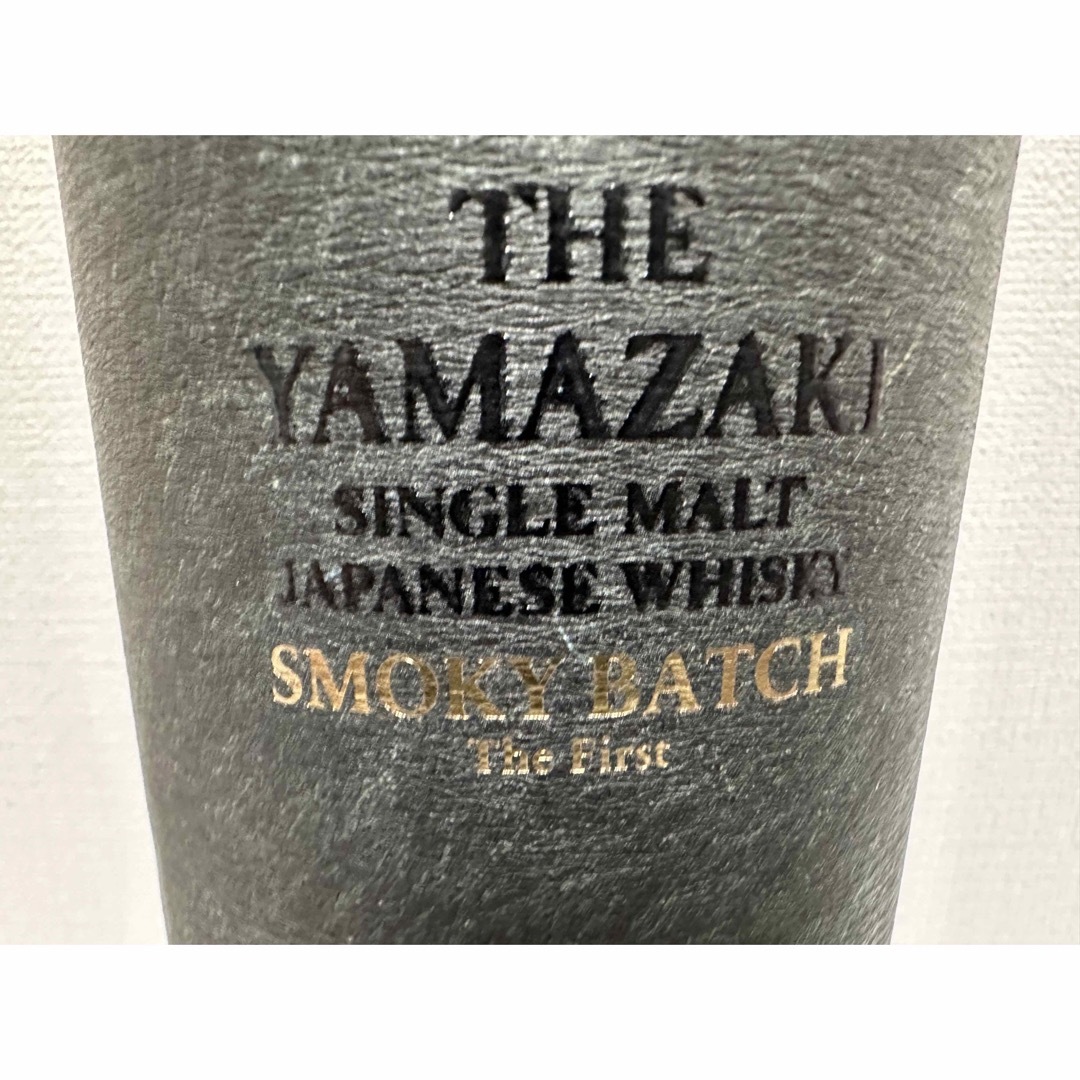 THE
YAMAZAKI
SINGLE MALT
JAPANESE WHISKY
SMOKY BATCH
The First